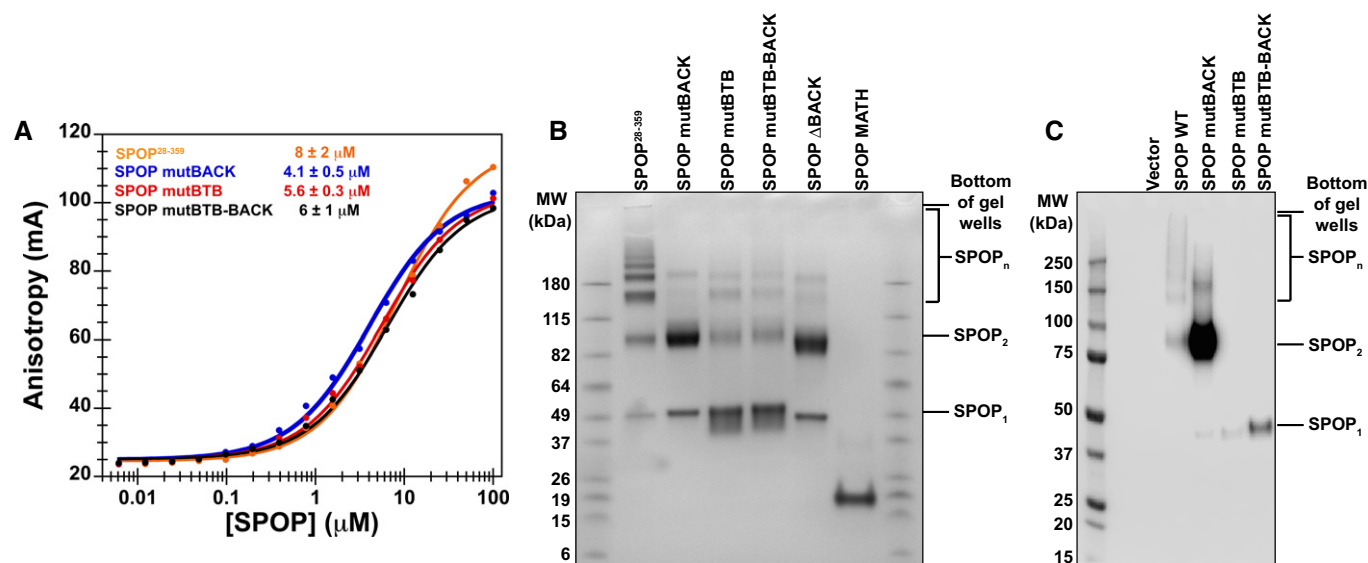 A
120
100
80
60
40
20
Anisotropy (mA)
SPOP28-359 8 ± 2 μM
SPOP mutBACK 4.1 ± 0.5 μM
SPOP mutBTB 5.6 ± 0.3 μM
SPOP mutBTB-BACK 6 ± 1 μM
0.01 0.1 1 10 100
[SPOP] (μM)
B
SPOP28-359
SPOP mutBACK
SPOP mutBTB
SPOP mutBTB-BACK
SPOP ΔBACK
SPOP MATH
MW
(kDa)
180
115
82
64
49
37
26
19
15
6
Bottom
of gel
wells
SPOPn
SPOP2
SPOP1
C
Vector
SPOP WT
SPOP mutBACK
SPOP mutBTB
SPOP mutBTB-BACK
MW
(kDa)
250
150
100
75
50
37
25
20
15
Bottom
of gel
wells
SPOPn
SPOP2
SPOP1